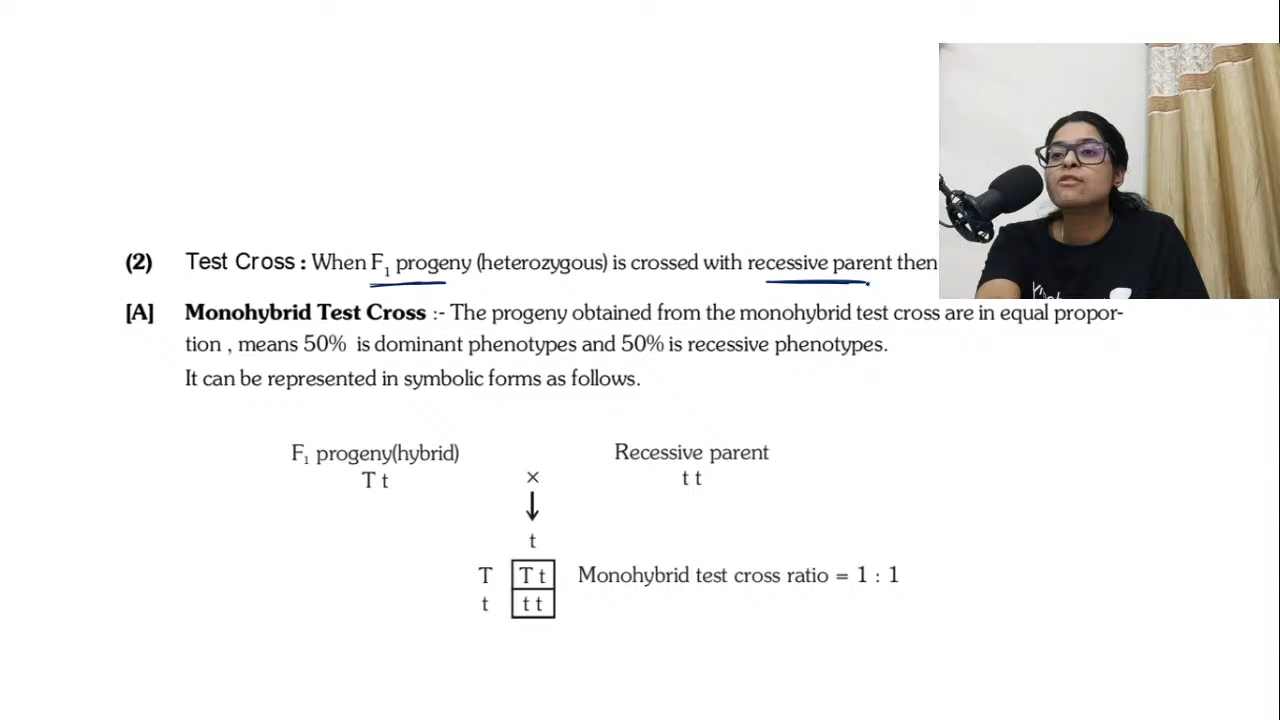 (2) Test Cross : When F₁ progeny (heterozygous) is crossed with recessive parent then
[A] Monohybrid Test Cross :- The progeny obtained from the monohybrid test cross are in equal propor-
tion , means 50% is dominant phenotypes and 50% is recessive phenotypes.
It can be represented in symbolic forms as follows.
F₁ progeny(hybrid) Recessive parent
T t × t t
t
T T t Monohybrid test cross ratio = 1 : 1
t t t